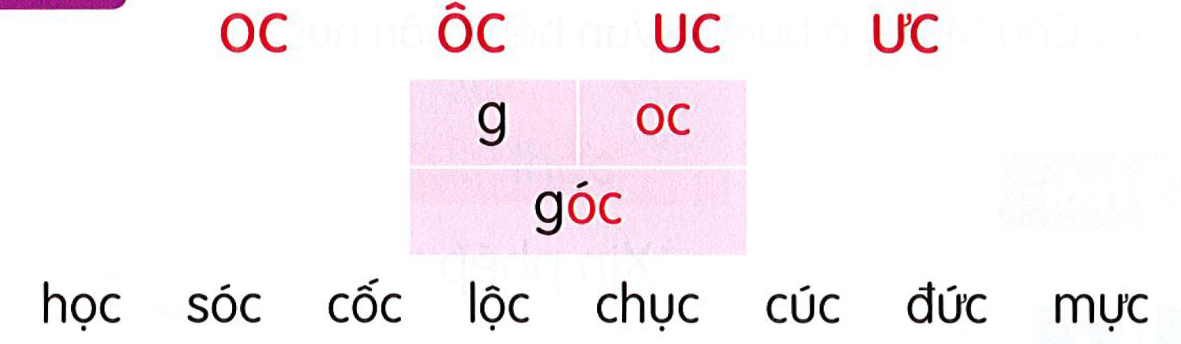 oc ôc uc ưc
g oc
góc
học sóc cốc lộc chục cúc đức mực